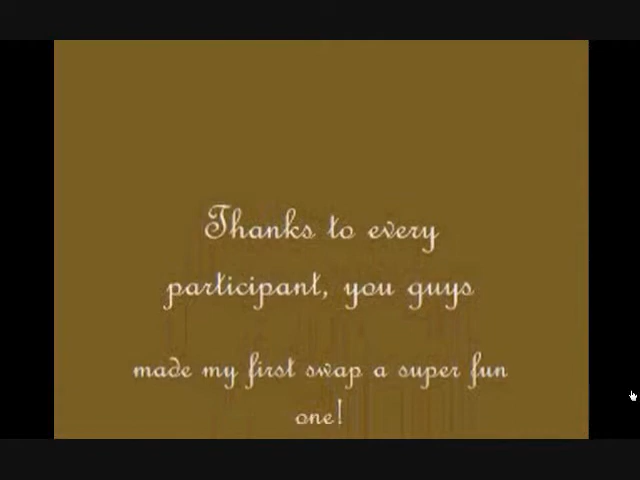 Thanks to every
participant, you guys
made my first swap a super fun
one!